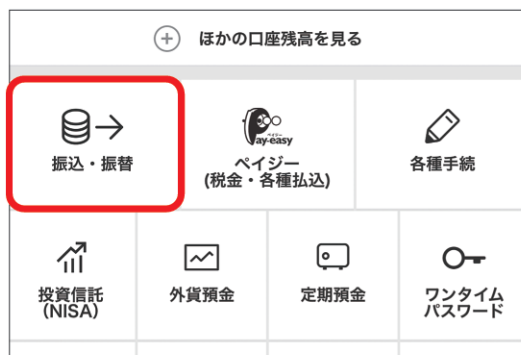 ほかの口座残高を見る
振込・振替
ペイジー
Pay-easy
ペイジー
(税金・各種払込)
各種手続
投資信託
(NISA)
外貨預金
定期預金
ワンタイム
パスワード